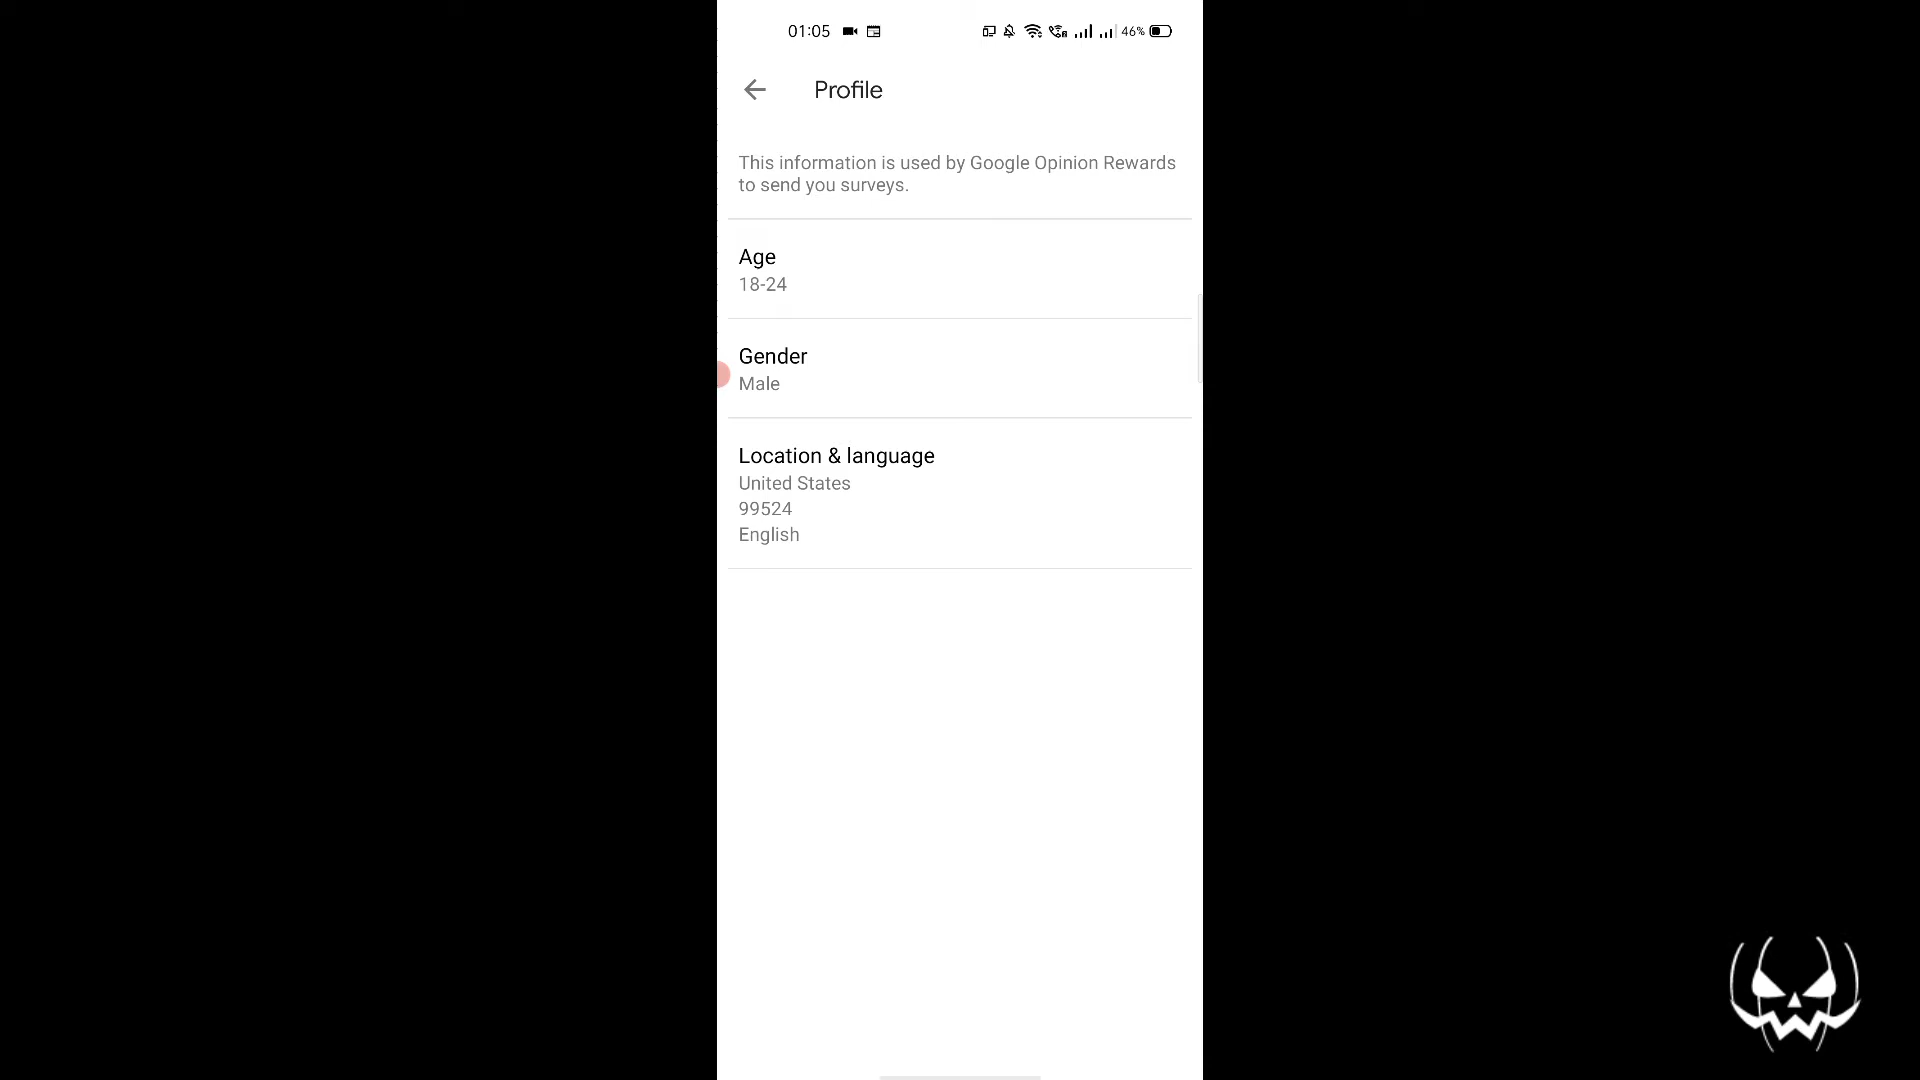 01:05
46%
Profile
This information is used by Google Opinion Rewards
to send you surveys.
Age
18-24
Gender
Male
Location & language
United States
99524
English